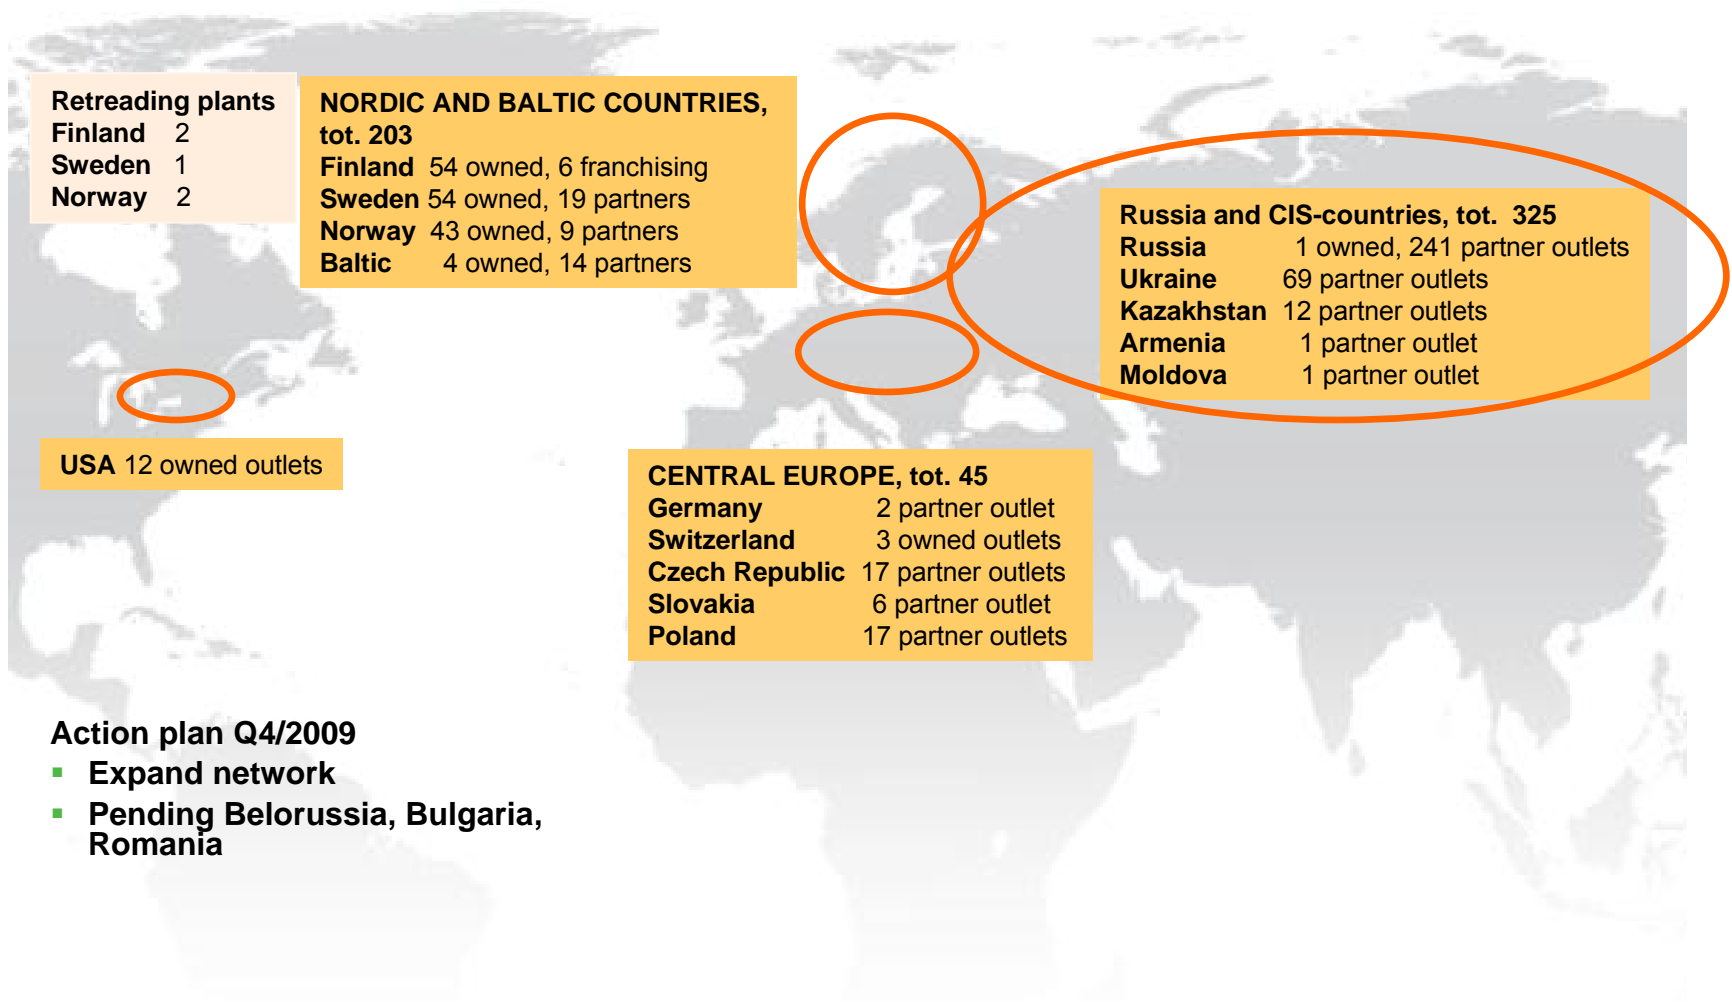 Retreading plants
Finland 2
Sweden 1
Norway 2
NORDIC AND BALTIC COUNTRIES,
tot. 203
Finland 54 owned, 6 franchising
Sweden 54 owned, 19 partners
Norway 43 owned, 9 partners
Baltic 4 owned, 14 partners
Russia and CIS-countries, tot. 325
Russia 1 owned, 241 partner outlets
Ukraine 69 partner outlets
Kazakhstan 12 partner outlets
Armenia 1 partner outlet
Moldova 1 partner outlet
USA 12 owned outlets
CENTRAL EUROPE, tot. 45
Germany 2 partner outlet
Switzerland 3 owned outlets
Czech Republic 17 partner outlets
Slovakia 6 partner outlet
Poland 17 partner outlets
Action plan Q4/2009
▪ Expand network
▪ Pending Belorussia, Bulgaria,
Romania